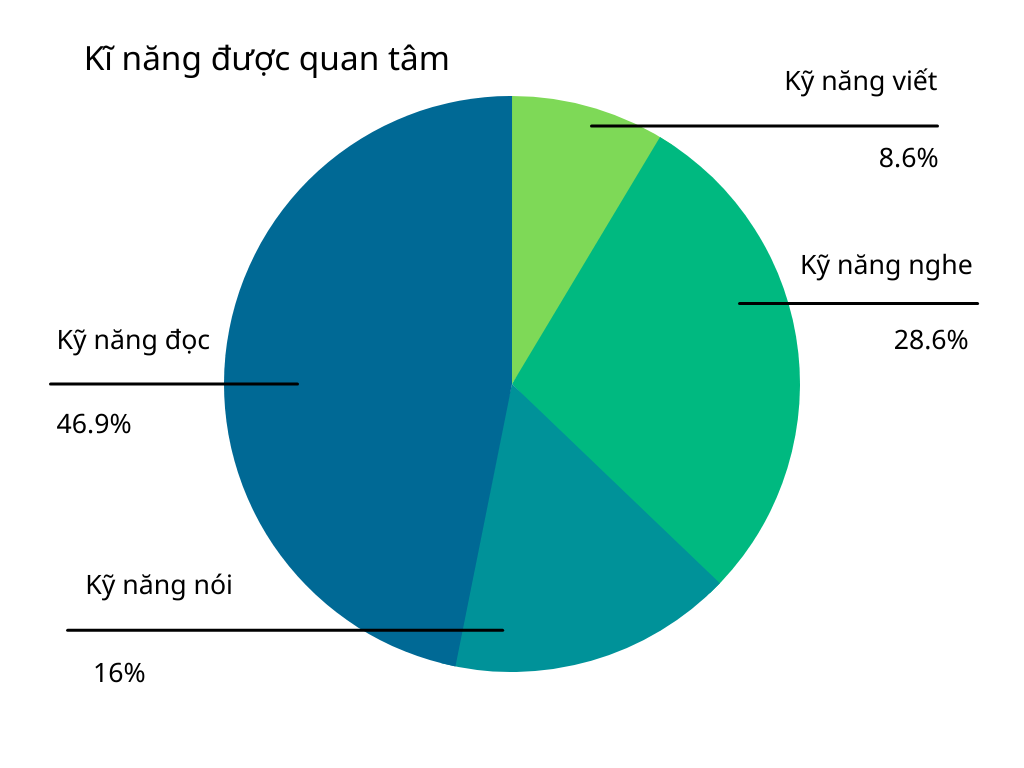 Kĩ năng được quan tâm
Kỹ năng viết
8.6%
Kỹ năng nghe
28.6%
Kỹ năng đọc
46.9%
Kỹ năng nói
16%